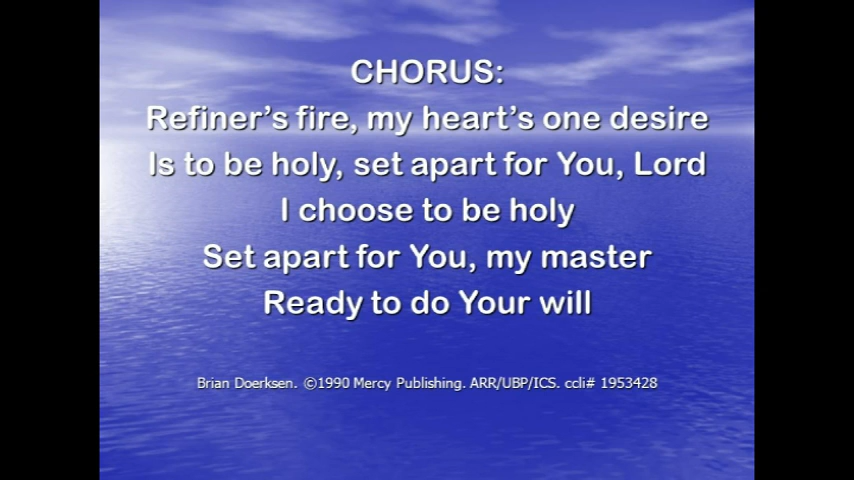 CHORUS:
Refiner's fire, my heart's one desire
Is to be holy, set apart for You, Lord
I choose to be holy
Set apart for You, my master
Ready to do Your will
Brian Doerksen. ©1990 Mercy Publishing. ARR/UBP/ICS. ccli# 1953428